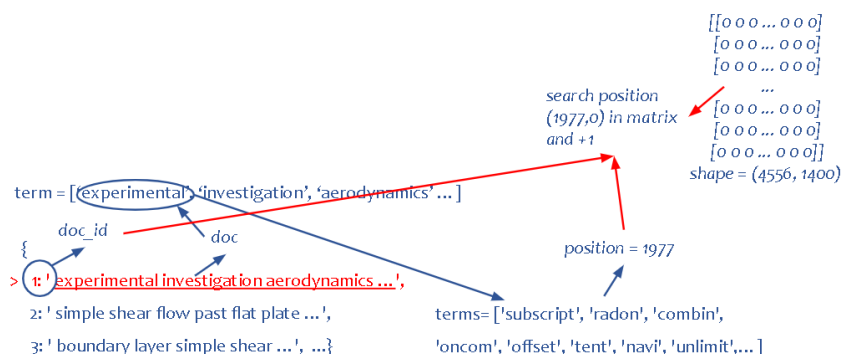 [[0 0 0 ... 0 0 0]
[0 0 0 ... 0 0 0]
[0 0 0 ... 0 0 0]
...
[0 0 0 ... 0 0 0]
[0 0 0 ... 0 0 0]
[0 0 0 ... 0 0 0]]
shape = (4556, 1400)
search position
(1977,0) in matrix
and +1
term = ['experimental', 'investigation', 'aerodynamics' ... ]
doc_id
doc
position = 1977
{
> 1: ' experimental investigation aerodynamics ...',
2: ' simple shear flow past flat plate ...',
3: ' boundary layer simple shear ...', ...}
terms= ['subscript', 'radon', 'combin',
'oncom', 'offset', 'tent', 'navi', 'unlimit',... ]